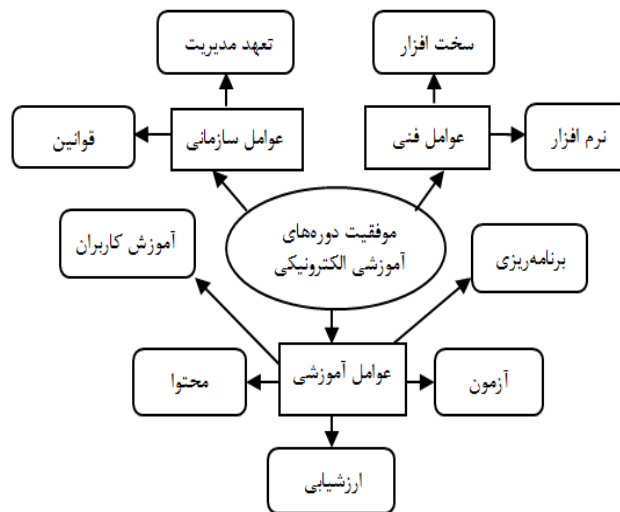 سخت افزار
تعهد مدیریت
نرم افزار
عوامل فنی
عوامل سازمانی
قوانین
موفقیت دوره‌های
آموزشی الکترونیکی
برنامه‌ریزی
آموزش کاربران
عوامل آموزشی
آزمون
محتوا
ارزشیابی